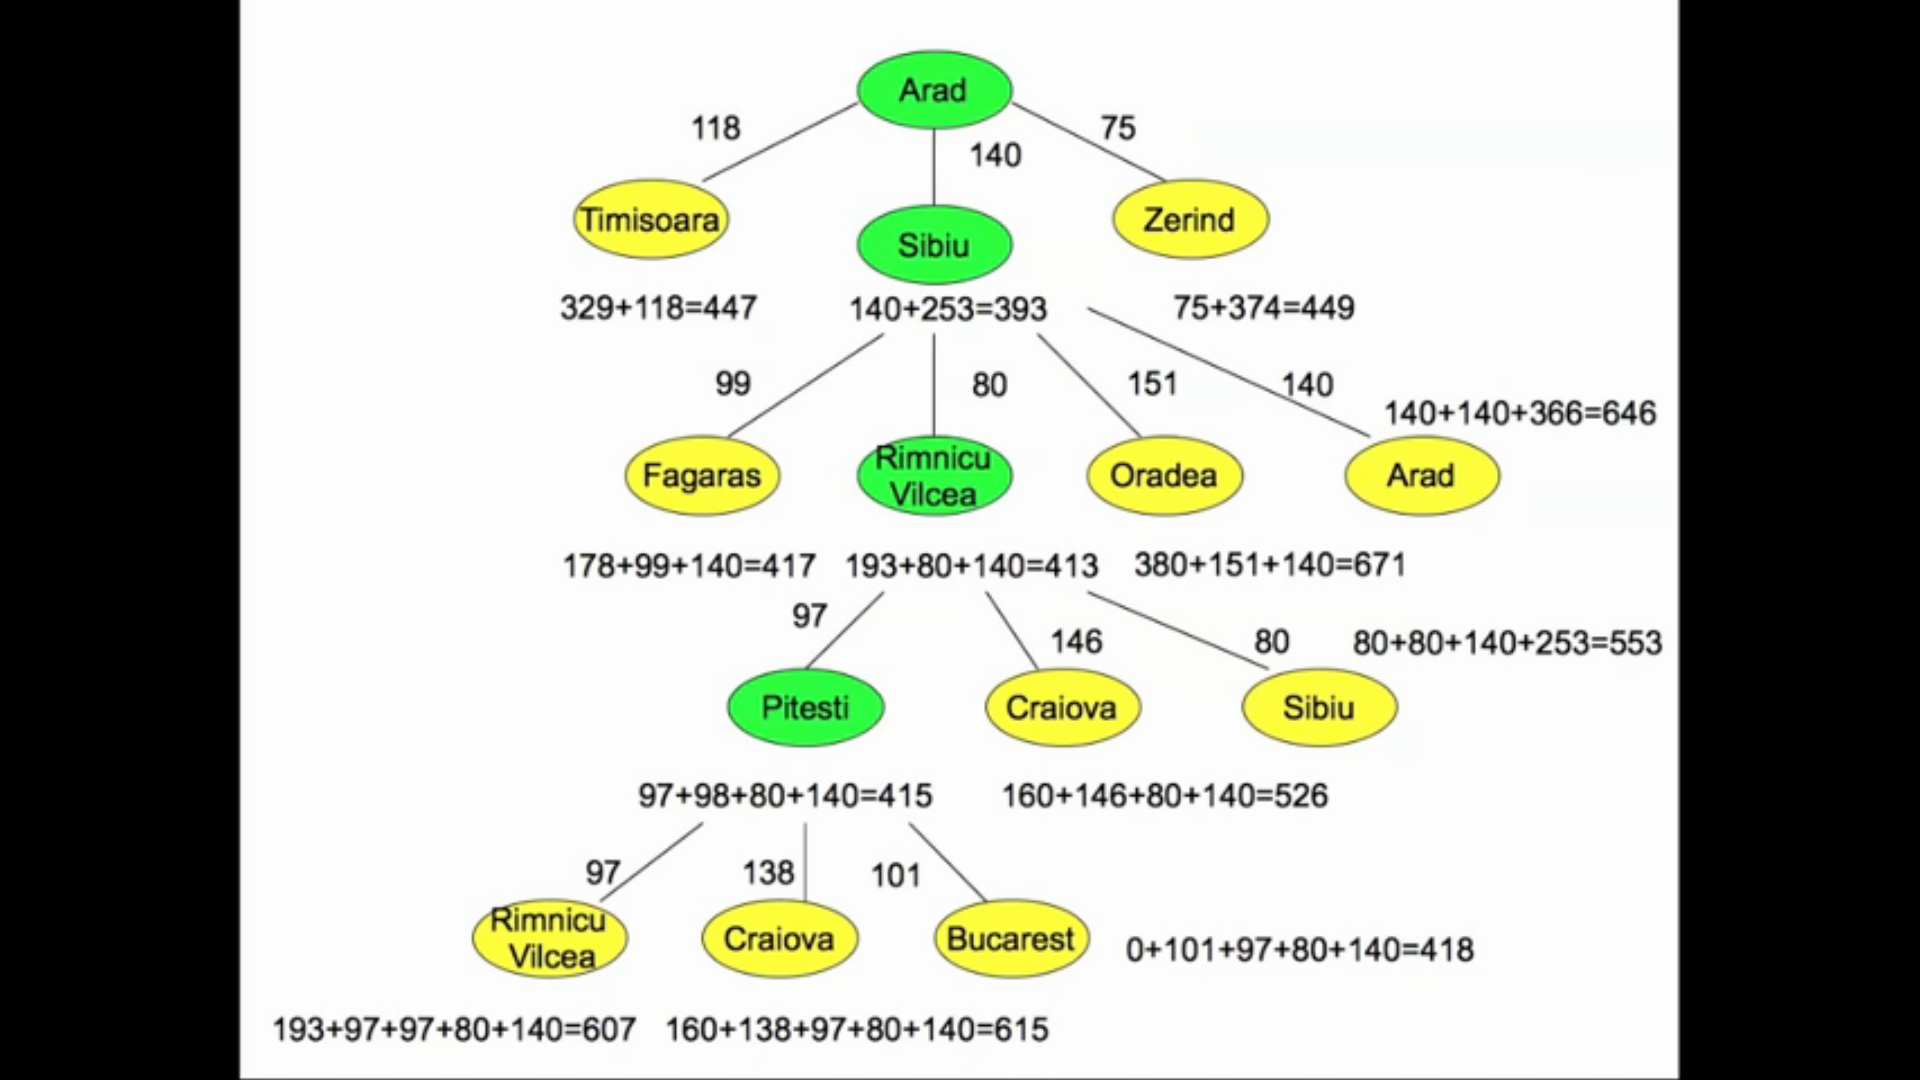 Arad
118
75
140
Timisoara
Sibiu
Zerind
329+118=447
140+253=393
75+374=449
99
80
151
140
140+140+366=646
Fagaras
Rimnicu
Vilcea
Oradea
Arad
178+99+140=417
193+80+140=413
380+151+140=671
97
146
80
80+80+140+253=553
Pitesti
Craiova
Sibiu
97+98+80+140=415
160+146+80+140=526
97
138
101
Rimnicu
Vilcea
Craiova
Bucarest
0+101+97+80+140=418
193+97+97+80+140=607
160+138+97+80+140=615